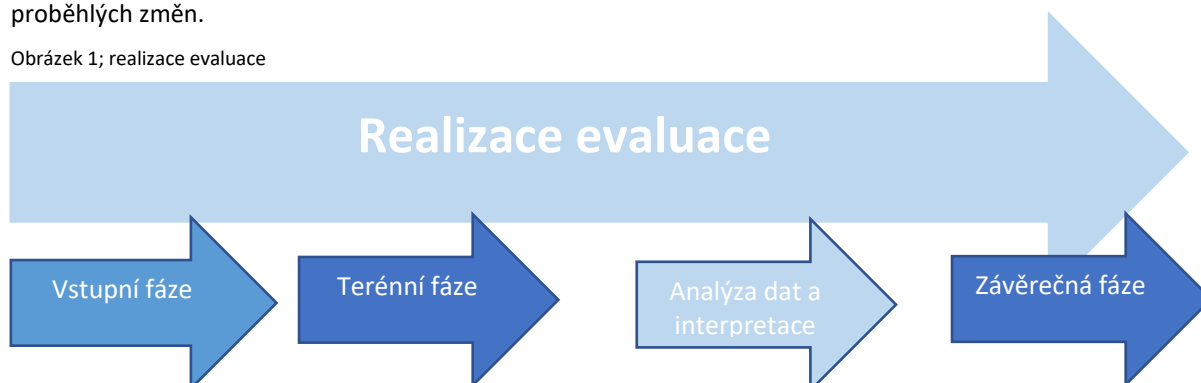 proběhlých změn.
Obrázek 1; realizace evaluace
Realizace evaluace
Vstupní fáze
Terénní fáze
Analýza dat a
interpretace
Závěrečná fáze